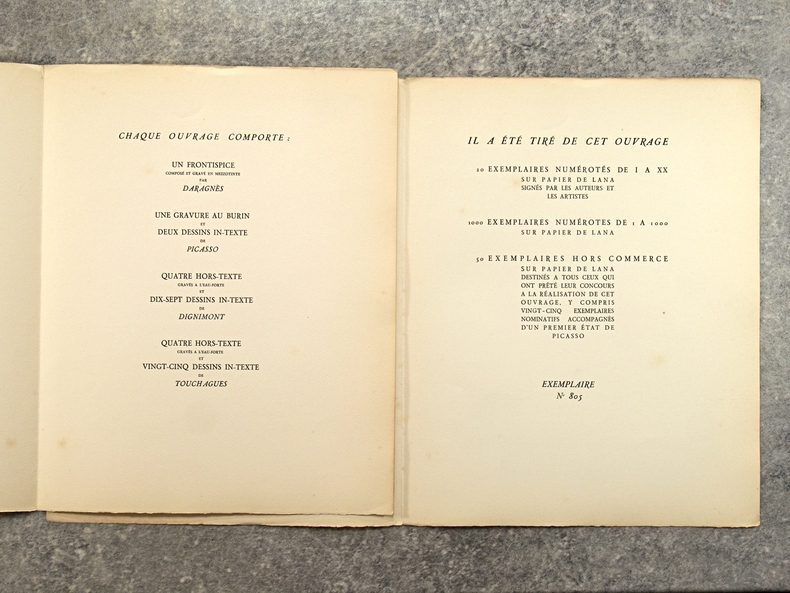 CHAQUE OUVRAGE COMPORTE :
UN FRONTISPICE
COMPOSÉ ET GRAVÉ EN MEZZOTINTE
PAR
DARAGNÈS
UNE GRAVURE AU BURIN
ET
DEUX DESSINS IN-TEXTE
DE
PICASSO
QUATRE HORS-TEXTE
GRAVÉS A L'EAU-FORTE
ET
DIX-SEPT DESSINS IN-TEXTE
DE
DIGNIMONT
QUATRE HORS-TEXTE
GRAVÉS A L'EAU-FORTE
ET
VINGT-CINQ DESSINS IN-TEXTE
DE
TOUCHAGUES
IL A ÉTÉ TIRÉ DE CET OUVRAGE
20 EXEMPLAIRES NUMÉROTÉS DE I A XX
SUR PAPIER DE LANA
SIGNÉS PAR LES AUTEURS ET
LES ARTISTES
1000 EXEMPLAIRES NUMÉROTES DE 1 A 1000
SUR PAPIER DE LANA
50 EXEMPLAIRES HORS COMMERCE
SUR PAPIER DE LANA
DESTINÉS A TOUS CEUX QUI
ONT PRÊTÉ LEUR CONCOURS
A LA RÉALISATION DE CET
OUVRAGE, Y COMPRIS
VINGT-CINQ EXEMPLAIRES
NOMINATIFS ACCOMPAGNÉS
D'UN PREMIER ÉTAT DE
PICASSO
EXEMPLAIRE
N° 805